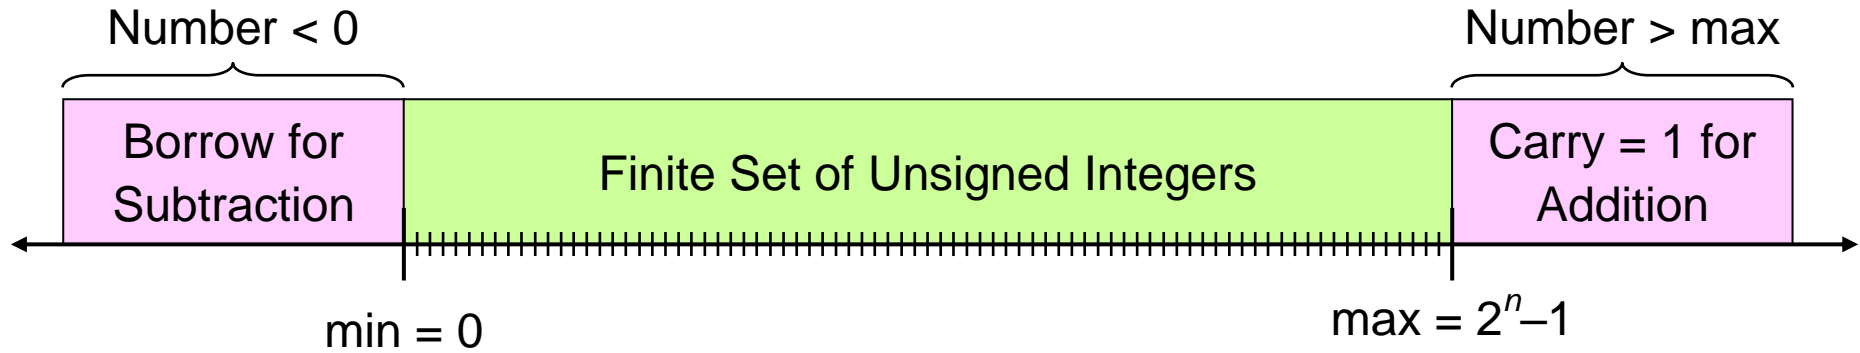 Number < 0
Number > max
Borrow for
Subtraction
Finite Set of Unsigned Integers
Carry = 1 for
Addition
min = 0
max = 2ⁿ–1